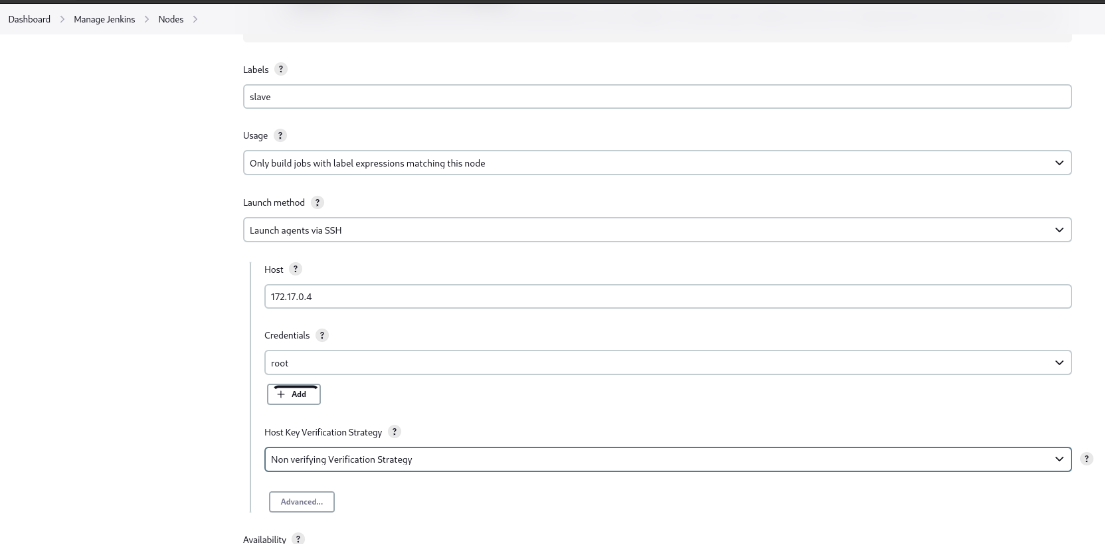 Dashboard > Manage Jenkins > Nodes >
Labels ?
slave
Usage ?
Only build jobs with label expressions matching this node
Launch method ?
Launch agents via SSH
Host ?
172.17.0.4
Credentials ?
root
+ Add
Host Key Verification Strategy ?
Non verifying Verification Strategy
?
Advanced...
Availability ?